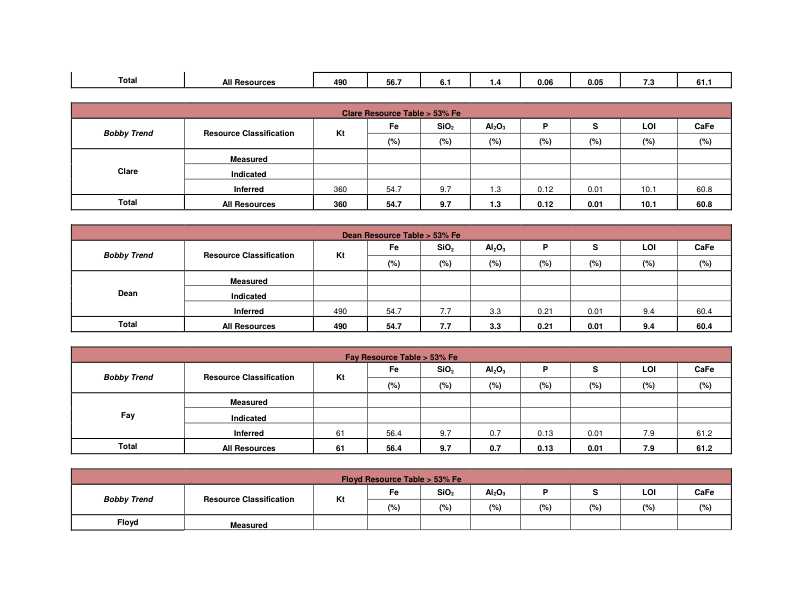 Total All Resources 490 56.7 6.1 1.4 0.06 0.05 7.3 61.1
Clare Resource Table > 53% Fe
Bobby Trend Resource Classification Kt Fe SiO₂ Al₂O₃ P S LOI CaFe
(%) (%) (%) (%) (%) (%) (%)
Clare Measured
Indicated
Inferred 360 54.7 9.7 1.3 0.12 0.01 10.1 60.8
Total All Resources 360 54.7 9.7 1.3 0.12 0.01 10.1 60.8
Dean Resource Table > 53% Fe
Bobby Trend Resource Classification Kt Fe SiO₂ Al₂O₃ P S LOI CaFe
(%) (%) (%) (%) (%) (%) (%)
Dean Measured
Indicated
Inferred 490 54.7 7.7 3.3 0.21 0.01 9.4 60.4
Total All Resources 490 54.7 7.7 3.3 0.21 0.01 9.4 60.4
Fay Resource Table > 53% Fe
Bobby Trend Resource Classification Kt Fe SiO₂ Al₂O₃ P S LOI CaFe
(%) (%) (%) (%) (%) (%) (%)
Fay Measured
Indicated
Inferred 61 56.4 9.7 0.7 0.13 0.01 7.9 61.2
Total All Resources 61 56.4 9.7 0.7 0.13 0.01 7.9 61.2
Floyd Resource Table > 53% Fe
Bobby Trend Resource Classification Kt Fe SiO₂ Al₂O₃ P S LOI CaFe
(%) (%) (%) (%) (%) (%) (%)
Floyd Measured